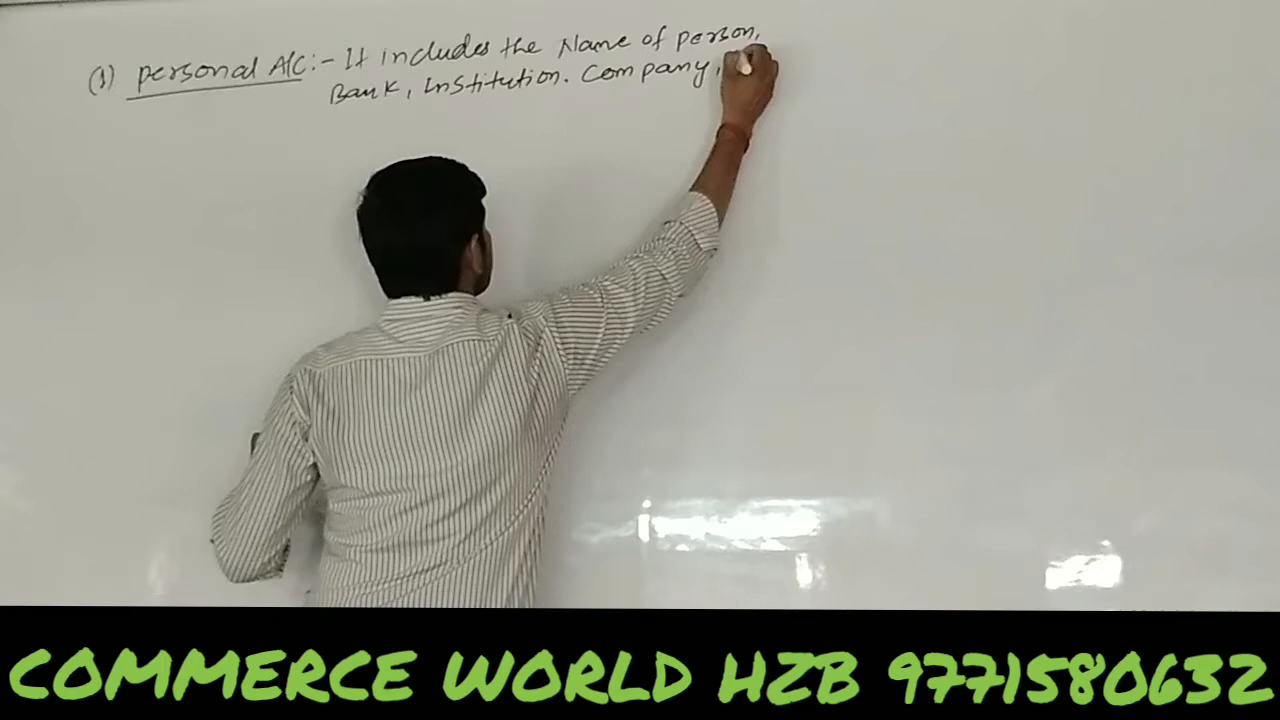 (1) personal A/C:- It includes the Name of person,
Bank, Institution. Company,
COMMERCE WORLD HZB 9771580632